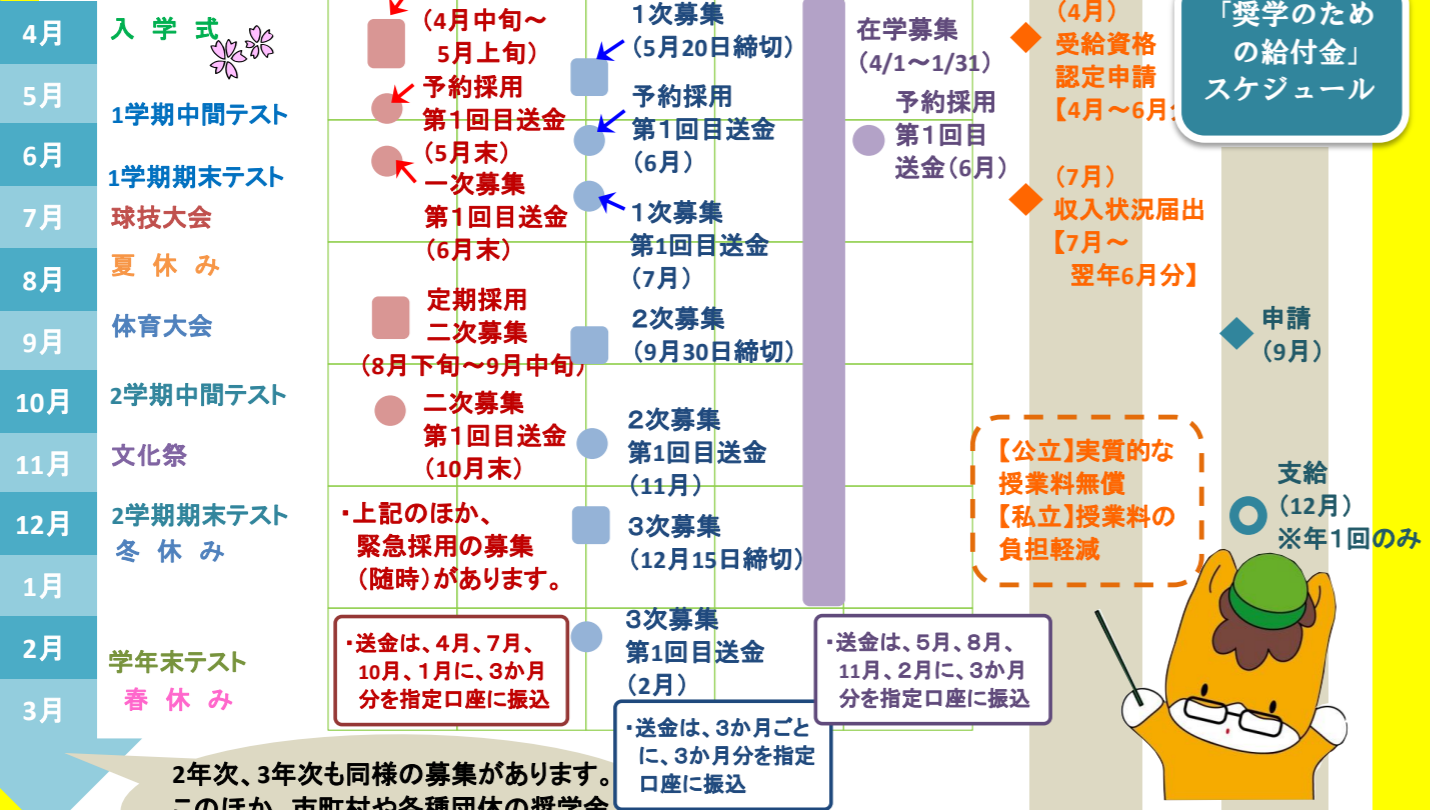 4月
5月
6月
7月
8月
9月
10月
11月
12月
1月
2月
3月
入 学 式
1学期中間テスト
1学期期末テスト
球技大会
夏 休 み
体育大会
2学期中間テスト
文化祭
2学期期末テスト
冬 休 み
学年末テスト
春 休 み
(4月中旬～
5月上旬)
予約採用
第1回目送金
(5月末)
一次募集
第1回目送金
(6月末)
定期採用
二次募集
(8月下旬～9月中旬)
二次募集
第1回目送金
(10月末)
・上記のほか、
緊急採用の募集
(随時)があります。
・送金は、4月、7月、
10月、1月に、3か月
分を指定口座に振込
1次募集
(5月20日締切)
予約採用
第1回目送金
(6月)
1次募集
第1回目送金
(7月)
2次募集
(9月30日締切)
2次募集
第1回目送金
(11月)
3次募集
(12月15日締切)
3次募集
第1回目送金
(2月)
・送金は、3か月ごと
に、3か月分を指定
口座に振込
在学募集
(4/1～1/31)
予約採用
第1回目
送金(6月)
・送金は、5月、8月、
11月、2月に、3か月
分を指定口座に振込
(4月)
受給資格
認定申請
【4月～6月分
(7月)
収入状況届出
【7月～
翌年6月分】
【公立】実質的な
授業料無償
【私立】授業料の
負担軽減
「奨学のため
の給付金」
スケジュール
申請
(9月)
支給
(12月)
※年1回のみ
2年次、3年次も同様の募集があります。
このほか、市町村や各種団体の奨学金